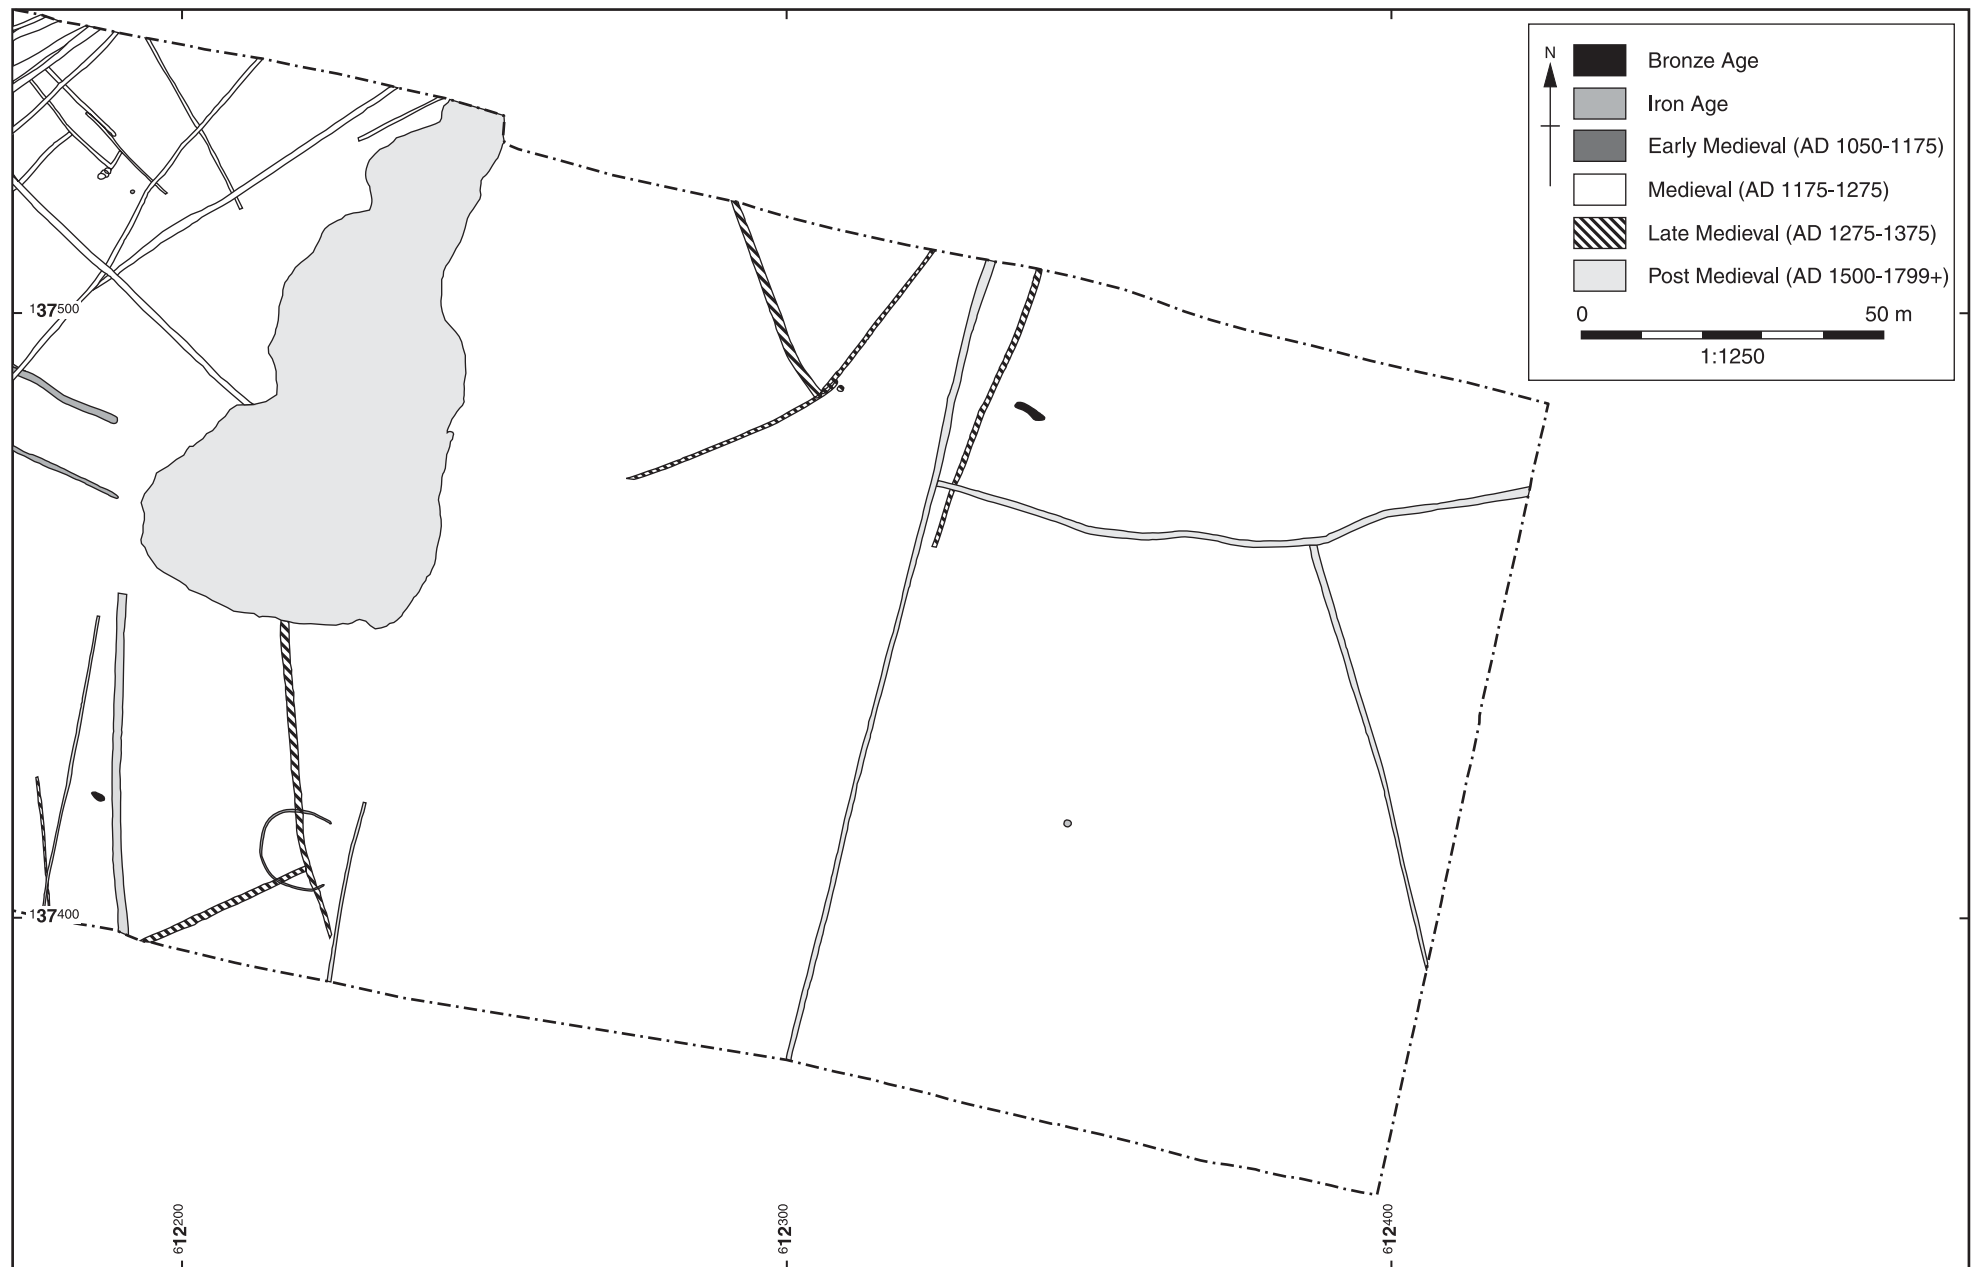 N
Bronze Age
Iron Age
Early Medieval (AD 1050-1175)
Medieval (AD 1175-1275)
Late Medieval (AD 1275-1375)
Post Medieval (AD 1500-1799+)
0 50 m
1:1250
137500
137400
612200
612300
612400